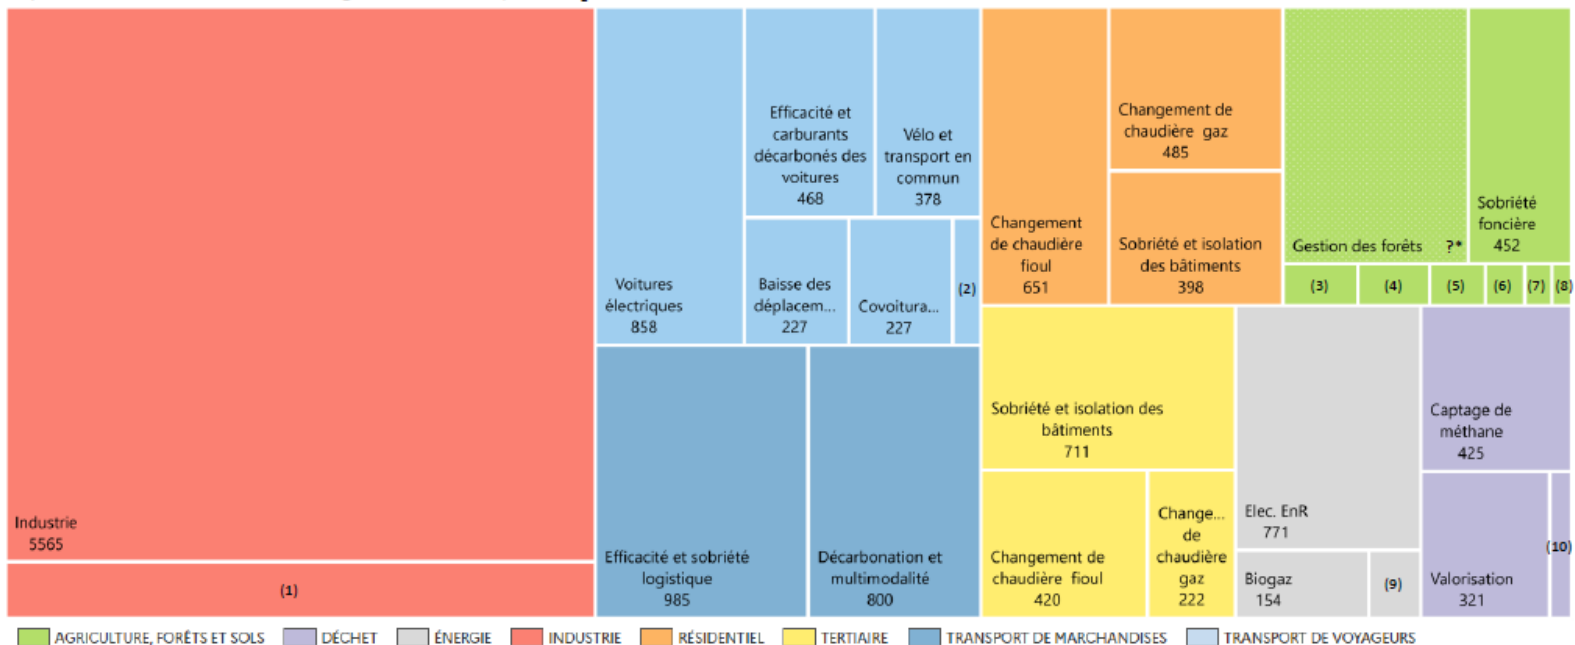 Industrie
5565
(1)
Voitures
électriques
858
Efficacité et
carburants
décarbonés des
voitures
468
Vélo et
transport en
commun
378
Baisse des
déplacem...
227
Covoitura...
227
(2)
Efficacité et sobriété
logistique
985
Décarbonation et
multimodalité
800
Changement
de chaudière
fioul
651
Changement de
chaudière gaz
485
Sobriété et isolation
des bâtiments
398
Gestion des forêts ?*
Sobriété
foncière
452
(3)
(4)
(5)
(6)
(7)
(8)
Sobriété et isolation des
bâtiments
711
Changement de
chaudière fioul
420
Change...
de
chaudière
gaz
222
Elec. EnR
771
Biogaz
154
(9)
Captage de
méthane
425
Valorisation
321
(10)
AGRICULTURE, FORÊTS ET SOLS
DÉCHET
ÉNERGIE
INDUSTRIE
RÉSIDENTIEL
TERTIAIRE
TRANSPORT DE MARCHANDISES
TRANSPORT DE VOYAGEURS